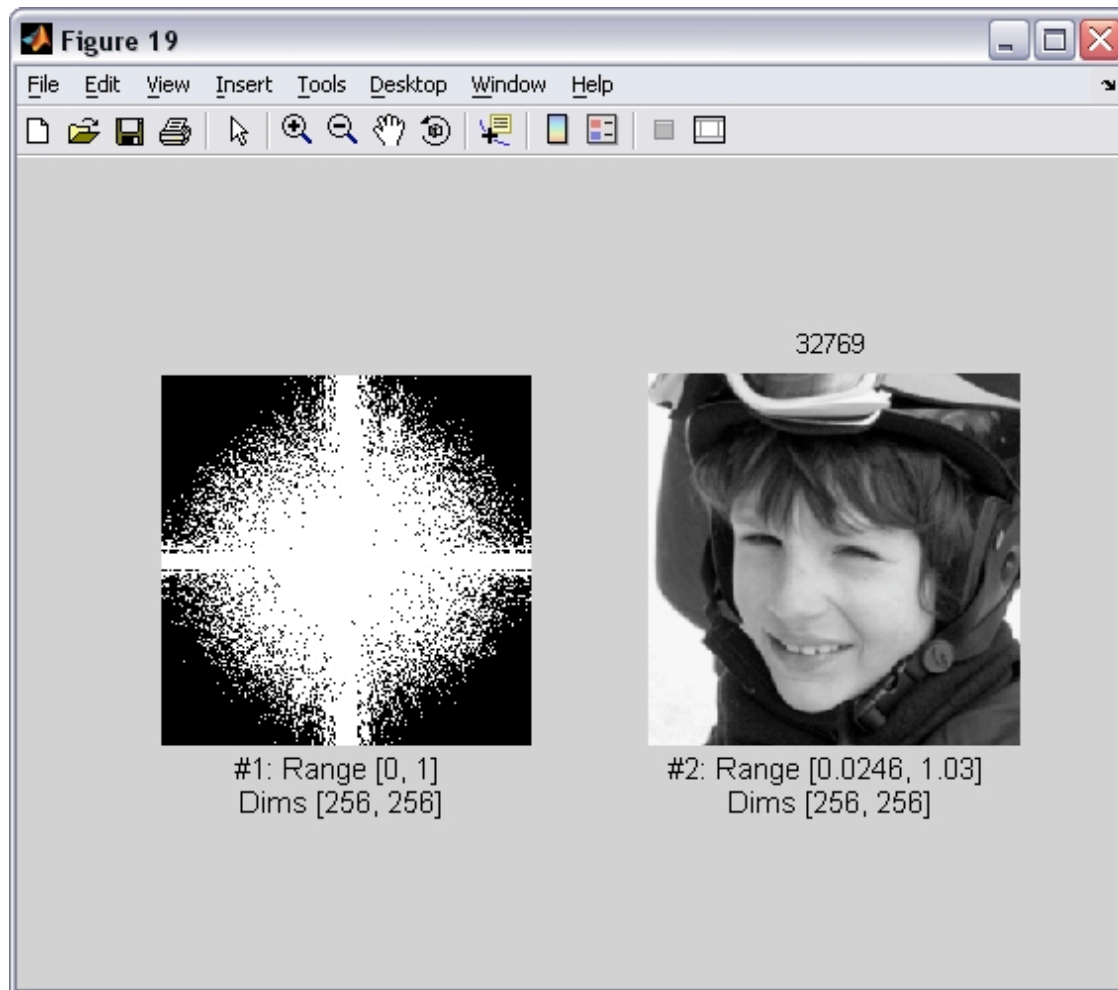 Figure 19
File Edit View Insert Tools Desktop Window Help
32769
#1: Range [0, 1]
Dims [256, 256]
#2: Range [0.0246, 1.03]
Dims [256, 256]